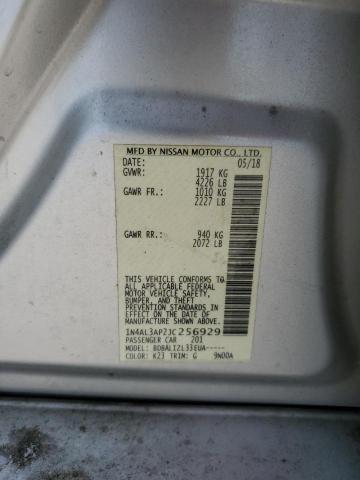 MFD BY NISSAN MOTOR CO., LTD.
DATE: 05/18
GVWR: 1917 KG
4226 LB
GAWR FR.: 1010 KG
2227 LB
GAWR RR.: 940 KG
2072 LB
THIS VEHICLE CONFORMS TO
ALL APPLICABLE FEDERAL
MOTOR VEHICLE SAFETY,
BUMPER, AND THEFT
PREVENTION STANDARDS IN
EFFECT ON THE DATE OF
MANUFACTURE SHOWN ABOVE.
1N4AL3AP2JC256929
PASSENGER CAR 201
MODEL: BDBALIZL33EUA-----
COLOR: K23 TRIM: G 9N00A